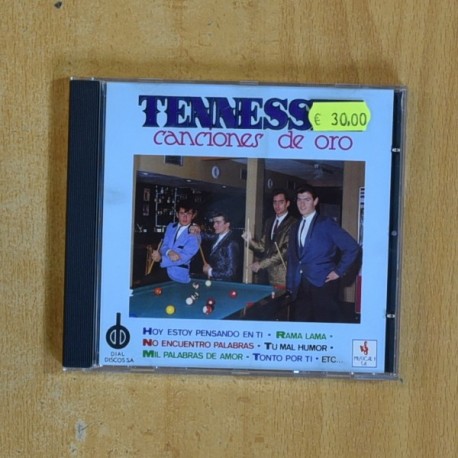 TENNESS
€ 30.00
canciones de oro
HOY ESTOY PENSANDO EN TI • RAMA LAMA •
NO ENCUENTRO PALABRAS • TU MAL HUMOR •
MIL PALABRAS DE AMOR • TONTO POR TI • ETC...
DIAL
DISCOS SA